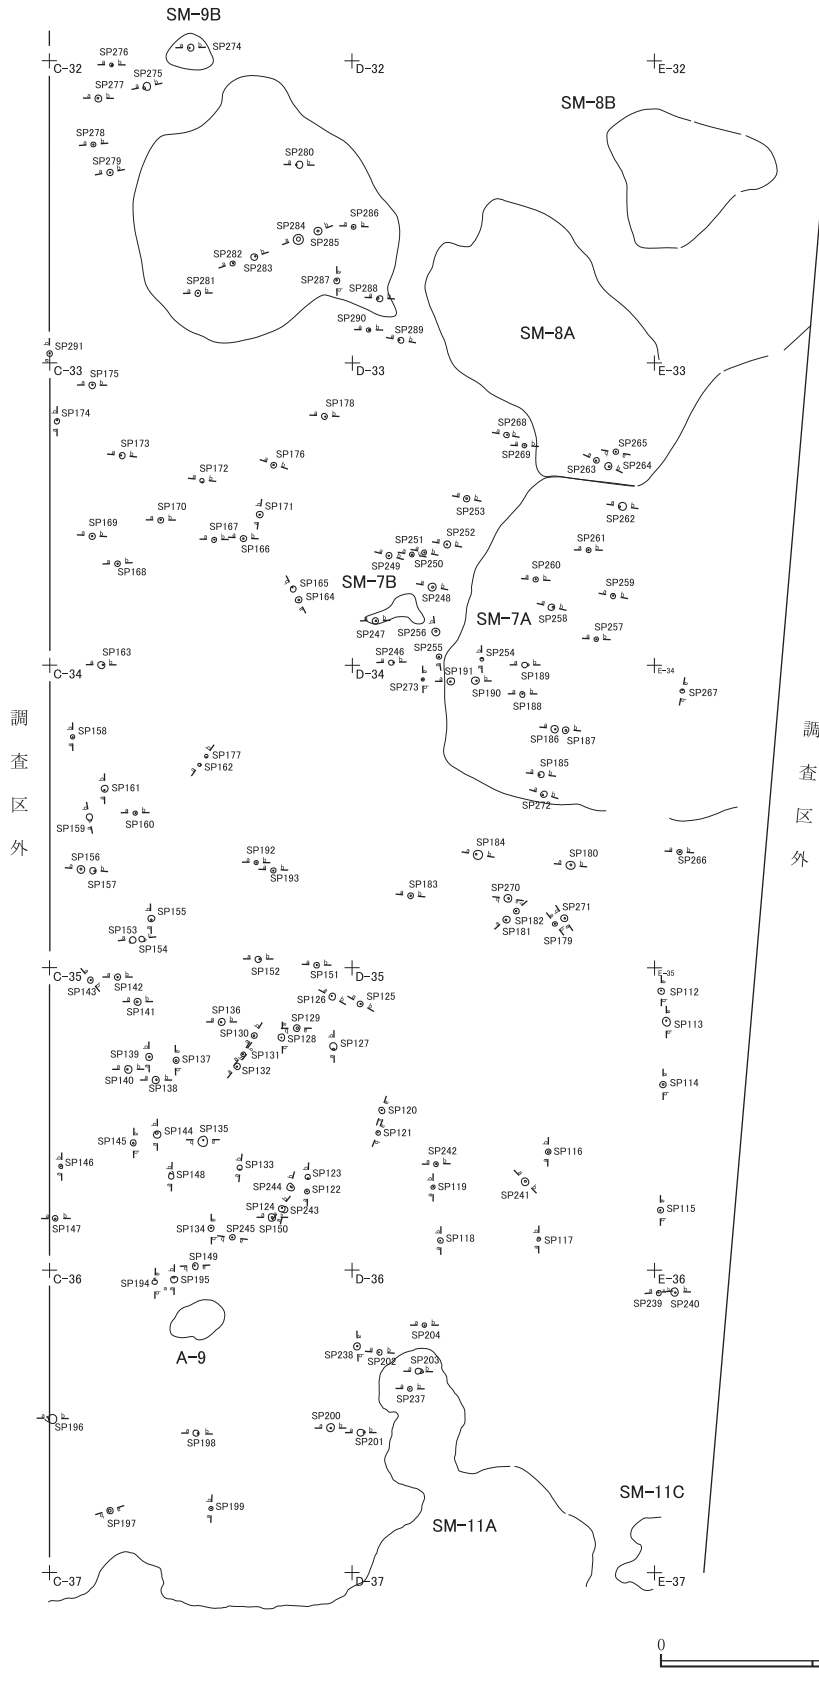 SM-9B
SP276
SP274
C-32
D-32
E-32
SP275
SP277
SM-8B
SP278
SP279
SP280
SP286
SP284
SP285
SP282
SP283
SP281
SP287
SP288
SP290
SP289
SM-8A
SP291
C-33
D-33
E-33
SP175
SP174
SP178
SP173
SP268
SP269
SP265
SP263
SP264
SP176
SP172
SP253
SP262
SP170
SP171
SP169
SP167
SP166
SP251
SP252
SP249
SP250
SP261
SP168
SM-7B
SP260
SP165
SP164
SP248
SP259
SM-7A
SP258
SP247
SP256
SP257
SP163
SP246
SP255
SP254
C-34
D-34
E-34
SP273
SP191
SP189
SP190
SP188
SP267
調査区外
調査区外
SP158
SP186
SP187
SP177
SP162
SP185
SP161
SP272
SP159
SP160
SP192
SP193
SP184
SP180
SP266
SP156
SP157
SP183
SP270
SP155
SP182
SP181
SP271
SP179
SP153
SP154
SP152
SP151
C-35
D-35
E-35
SP143
SP142
SP141
SP126
SP125
SP112
SP136
SP130
SP129
SP128
SP127
SP113
SP139
SP137
SP131
SP132
SP140
SP138
SP114
SP120
SP121
SP144
SP135
SP145
SP116
SP146
SP148
SP133
SP242
SP244
SP123
SP122
SP119
SP241
SP124
SP243
SP147
SP150
SP115
SP134
SP245
SP118
SP117
SP149
C-36
D-36
E-36
SP194
SP195
SP239
SP240
SP204
A-9
SP238
SP202
SP203
SP237
SP196
SP198
SP200
SP201
SM-11C
SP197
SP199
SM-11A
C-37
D-37
E-37
0